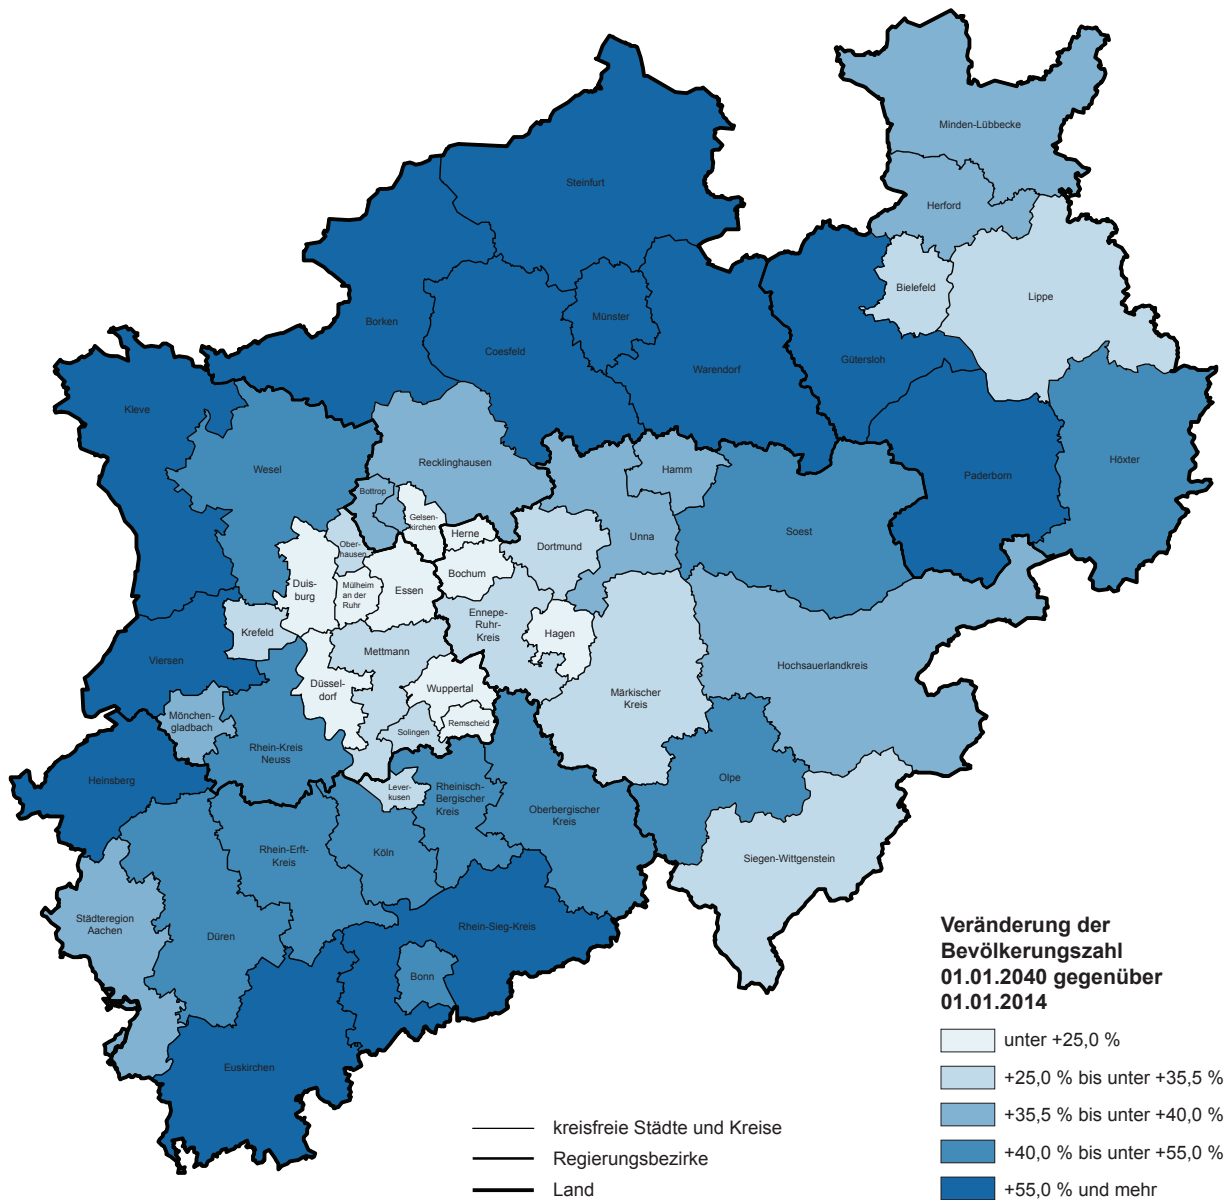 Minden-Lübbecke
Steinfurt
Herford
Bielefeld
Lippe
Borken
Münster
Coesfeld
Gütersloh
Warendorf
Kleve
Wesel
Recklinghausen
Hamm
Paderborn
Höxter
Bottrop
Gelsen-
kirchen
Herne
Soest
Unna
Dortmund
Ober-
hausen
Bochum
Duis-
burg
Mülheim
an der
Ruhr
Essen
Krefeld
Ennepe-
Ruhr-
Kreis
Hagen
Mettmann
Viersen
Hochsauerlandkreis
Düssel-
dorf
Wuppertal
Märkischer
Kreis
Mönchen-
gladbach
Solingen
Remscheid
Rhein-Kreis
Neuss
Heinsberg
Lever-
kusen
Rheinisch-
Bergischer
Kreis
Olpe
Oberbergischer
Kreis
Rhein-Erft-
Kreis
Köln
Siegen-Wittgenstein
Städteregion
Aachen
Düren
Rhein-Sieg-Kreis
Bonn
Euskirchen
Veränderung der
Bevölkerungszahl
01.01.2040 gegenüber
01.01.2014
unter +25,0 %
+25,0 % bis unter +35,5 %
+35,5 % bis unter +40,0 %
+40,0 % bis unter +55,0 %
+55,0 % und mehr
kreisfreie Städte und Kreise
Regierungsbezirke
Land